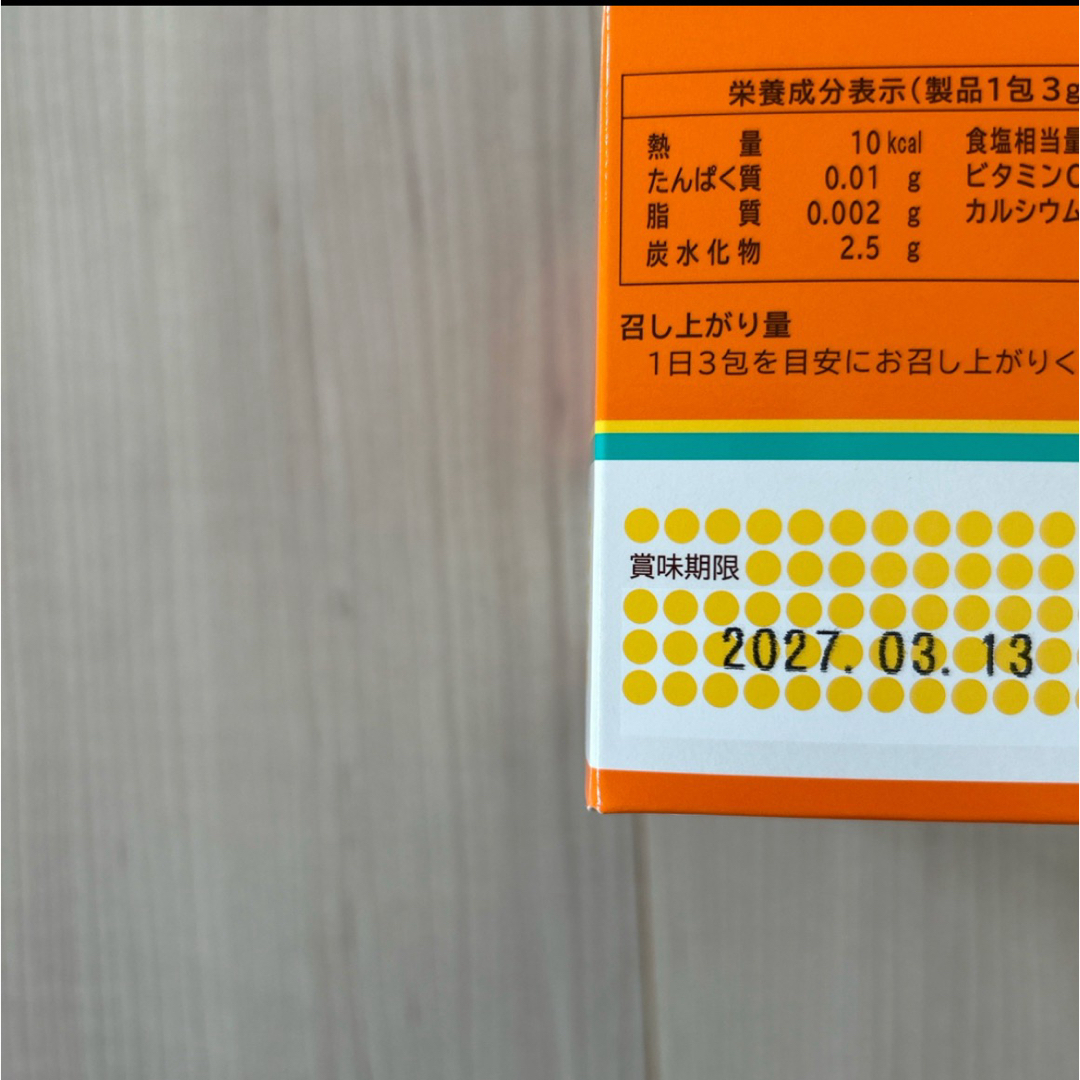 栄養成分表示(製品1包3g
熱量 10kcal 食塩相当量
たんぱく質 0.01 g ビタミンC
脂質 0.002 g カルシウム
炭水化物 2.5 g
召し上がり量
1日3包を目安にお召し上がりく
賞味期限
2027.03.13